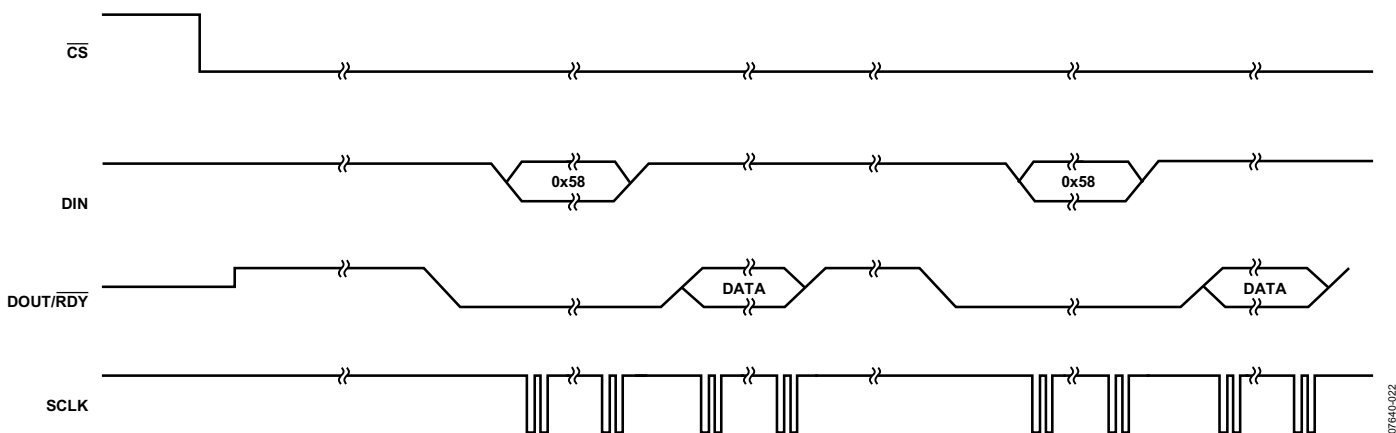 CS
DIN
0x58
0x58
DOUT/RDY
DATA
DATA
SCLK
07640-022